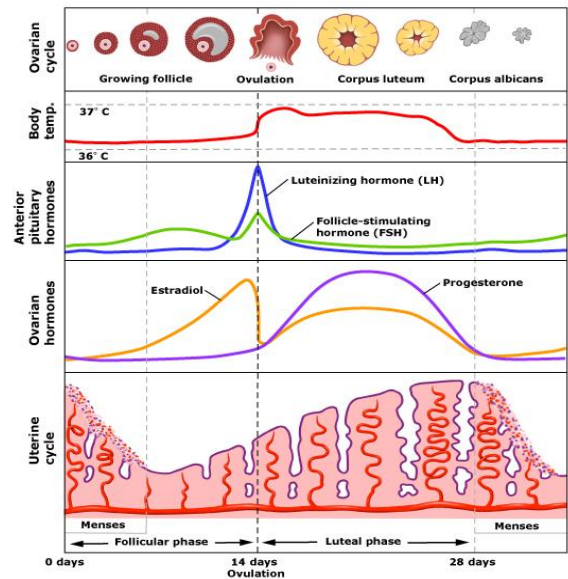 Ovarian
cycle
Growing follicle
Ovulation
Corpus luteum
Corpus albicans
Body
temp.
37° C
36° C
Anterior
pituitary
hormones
Luteinizing hormone (LH)
Follicle-stimulating
hormone (FSH)
Ovarian
hormones
Estradiol
Progesterone
Uterine
cycle
Menses
Menses
Follicular phase
Luteal phase
0 days
14 days
28 days
Ovulation